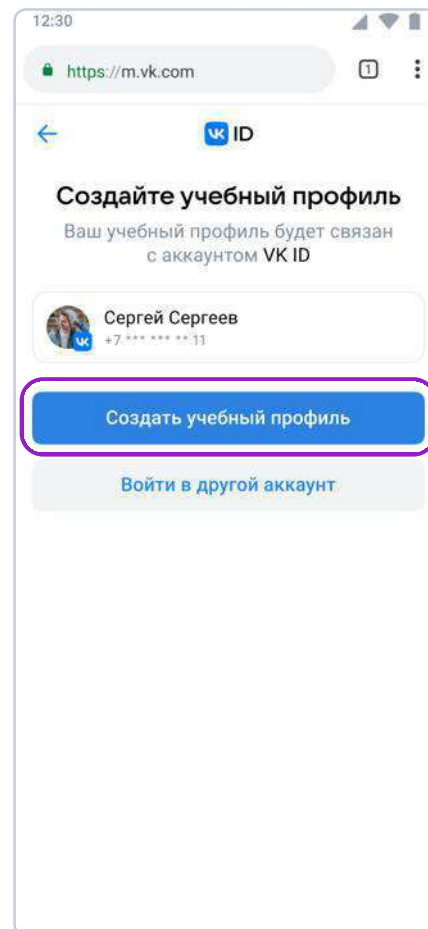 12:30
https://m.vk.com
1
VK ID
Создайте учебный профиль
Ваш учебный профиль будет связан
с аккаунтом VK ID
Сергей Сергеев
VK
+7 *** *** ** 11
Создать учебный профиль
Войти в другой аккаунт